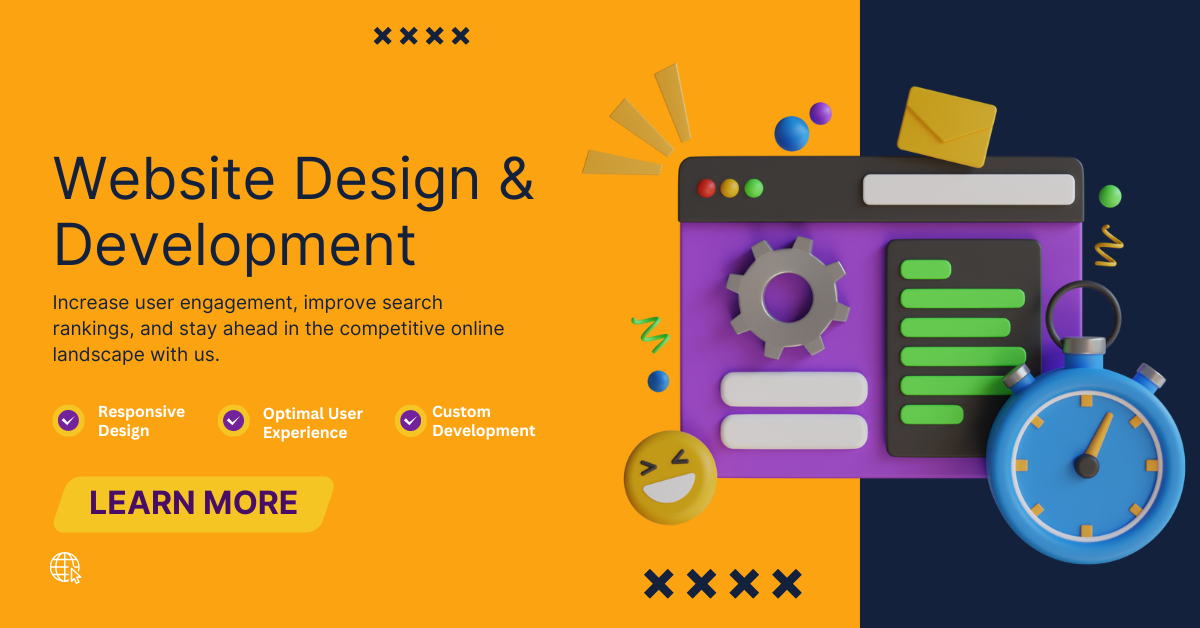 Website Design &
Development
Increase user engagement, improve search
rankings, and stay ahead in the competitive online
landscape with us.
Responsive
Design
Optimal User
Experience
Custom
Development
LEARN MORE